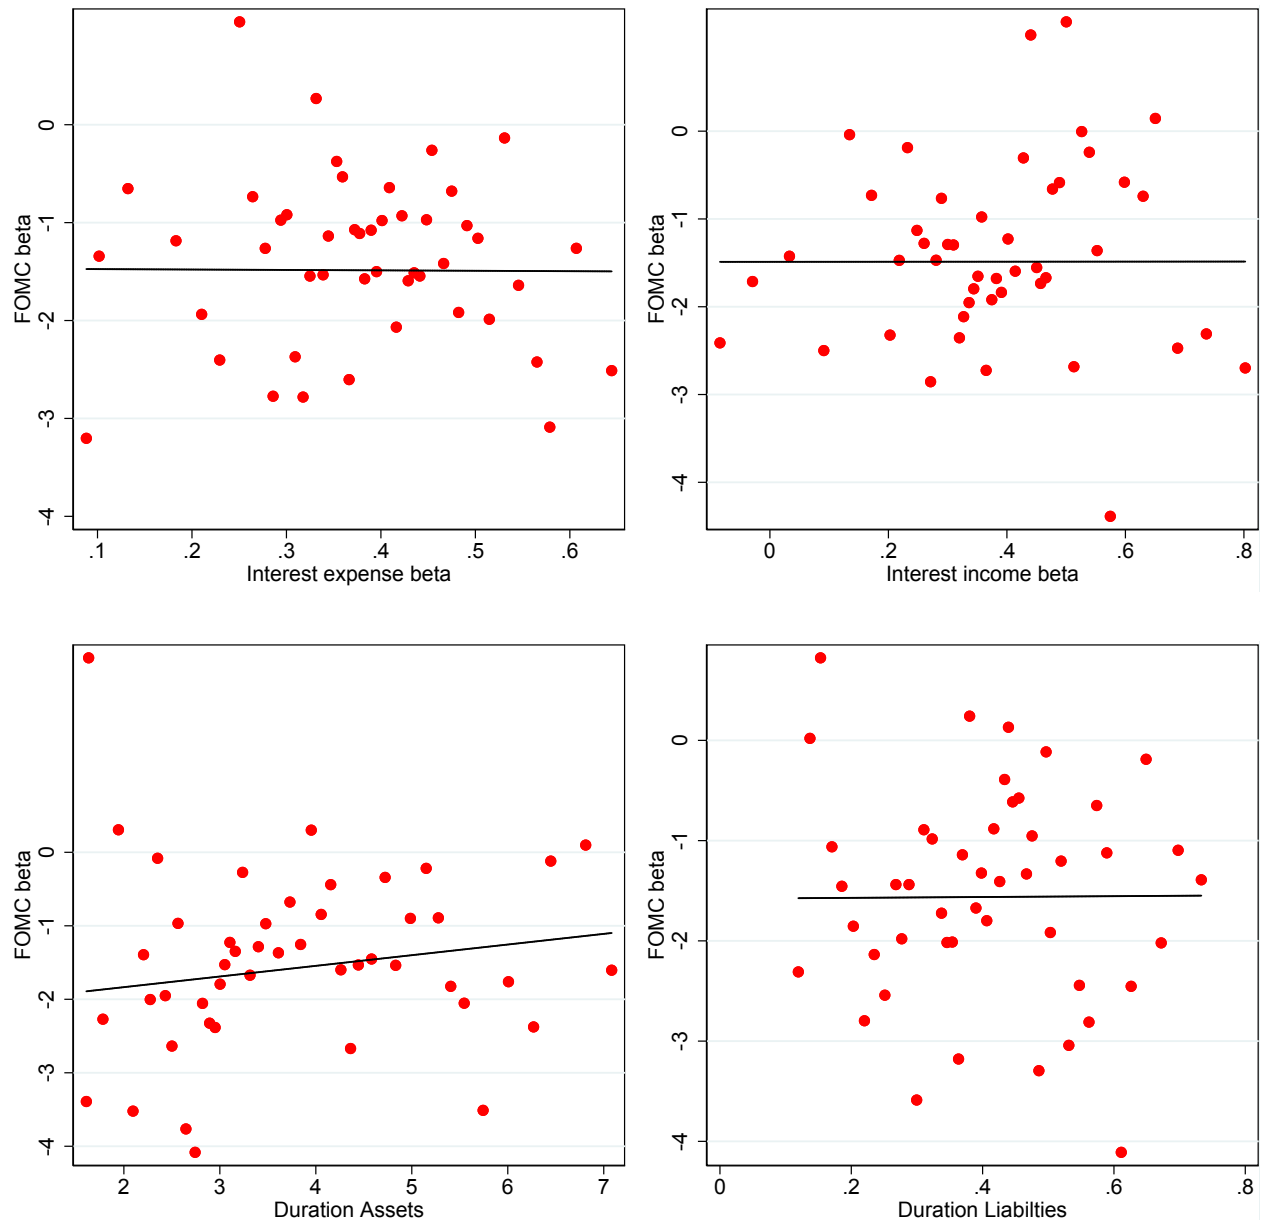 0
-1
-2
-3
-4
FOMC beta
.1 .2 .3 .4 .5 .6
Interest expense beta
0
-1
-2
-3
-4
FOMC beta
0 .2 .4 .6 .8
Interest income beta
0
-1
-2
-3
-4
FOMC beta
2 3 4 5 6 7
Duration Assets
0
-1
-2
-3
-4
FOMC beta
0 .2 .4 .6 .8
Duration Liabilties